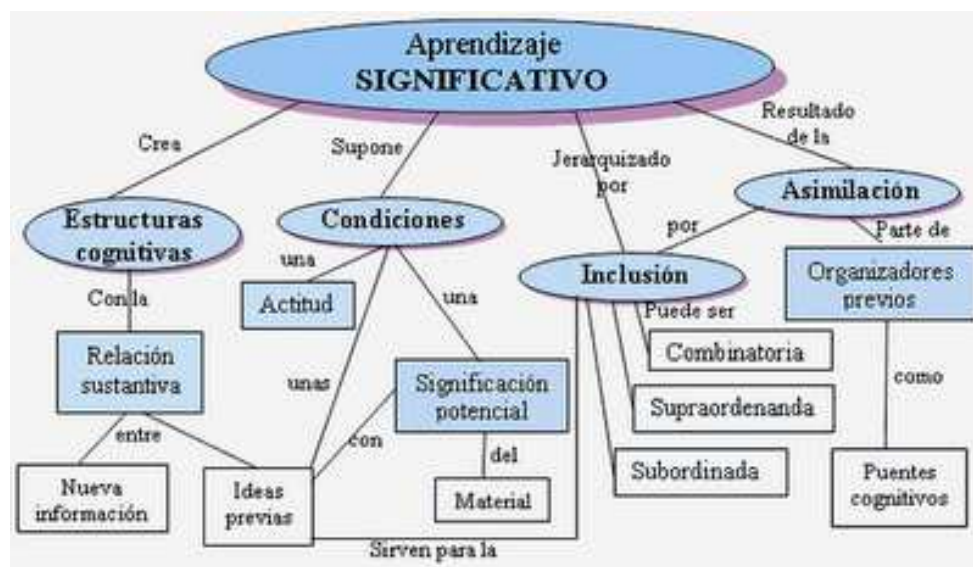 Aprendizaje
SIGNIFICATIVO
Crea
Supone
Jerarquizado
por
Resultado
de la
Estructuras
cognitivas
Condiciones
Asimilación
por
Parte de
Inclusión
una
Con la
Actitud
una
Organizadores
previos
Puede ser
Relación
sustantiva
unas
Significación
potencial
Combinatoria
como
Supraordenanda
entre
con
del
Subordinada
Nueva
información
Ideas
previas
Material
Puentes
cognitivos
Sirven para la